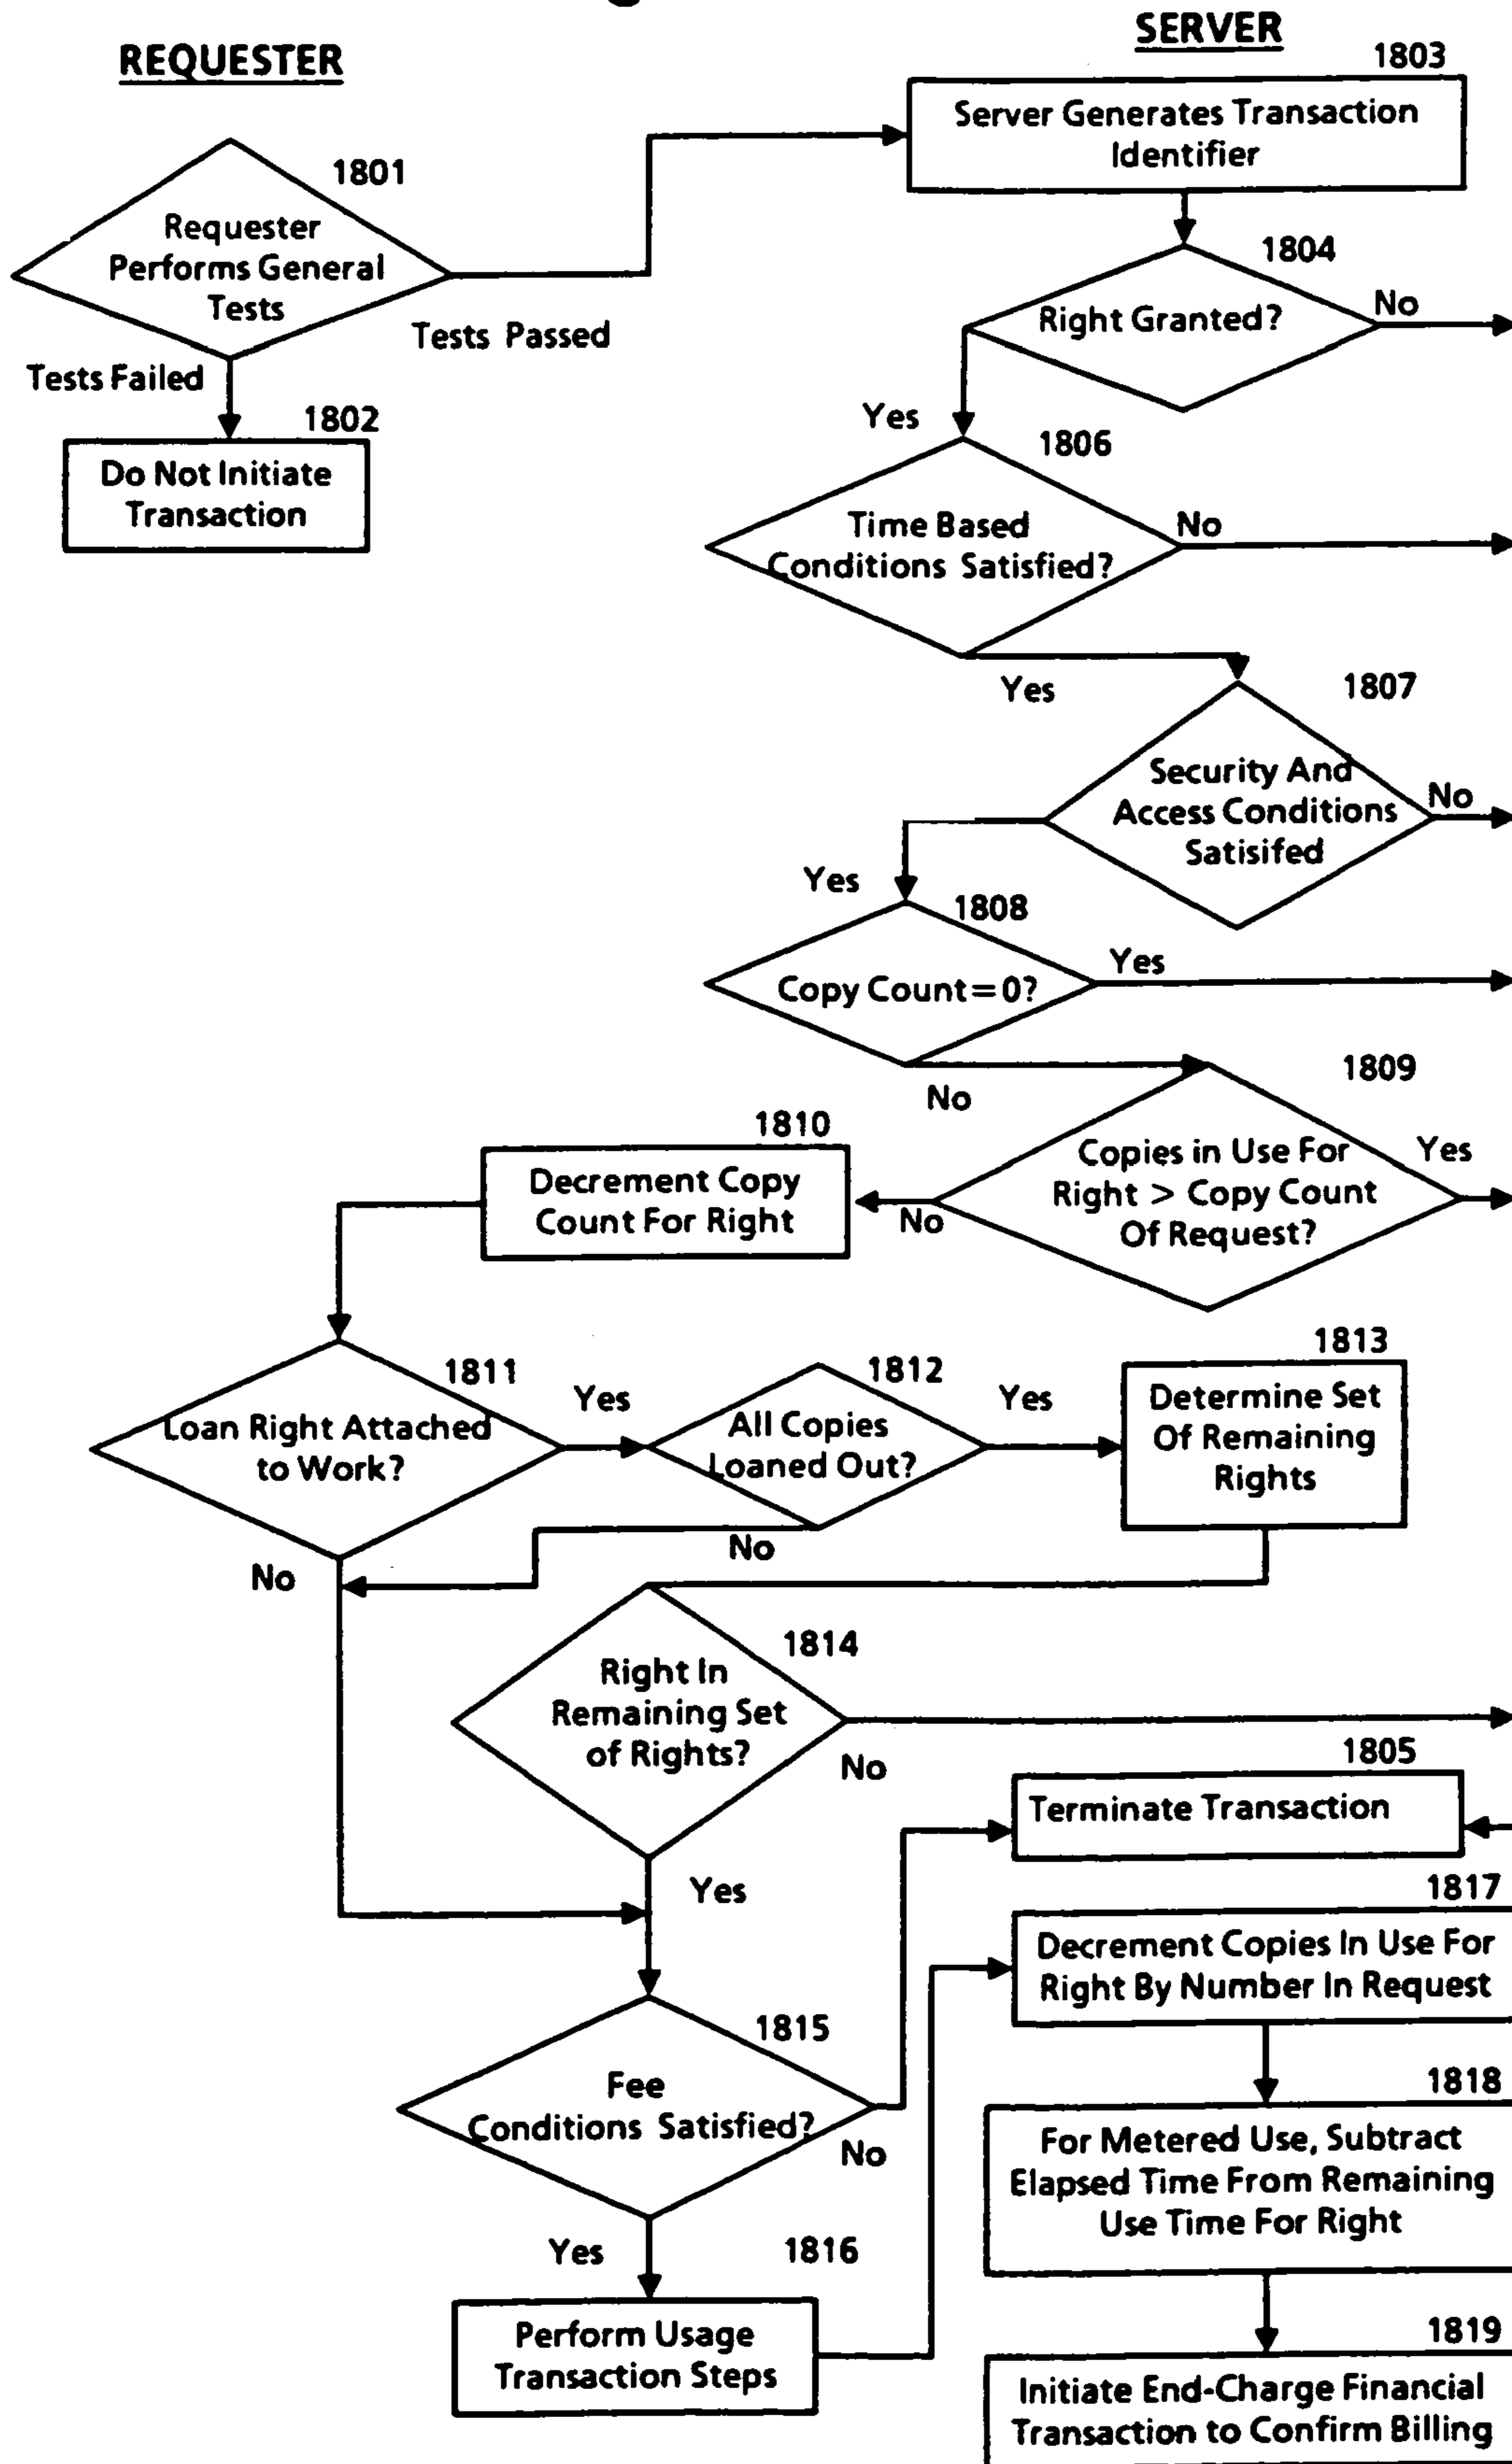 REQUESTER
SERVER
1803
Server Generates Transaction
Identifier
1801
Requester
Performs General
Tests
Tests Passed
Tests Failed
1802
Do Not Initiate
Transaction
1804
Right Granted?
No
Yes
1806
Time Based
Conditions Satisfied?
No
Yes
1807
Security And
Access Conditions
Satisifed
No
Yes
1808
Copy Count=0?
Yes
No
1809
Copies in Use For
Right > Copy Count
Of Request?
Yes
No
1810
Decrement Copy
Count For Right
1811
Loan Right Attached
to Work?
Yes
No
1812
All Copies
Loaned Out?
Yes
No
1813
Determine Set
Of Remaining
Rights
1814
Right In
Remaining Set
of Rights?
No
Yes
1805
Terminate Transaction
1815
Fee
Conditions Satisfied?
No
Yes
1816
Perform Usage
Transaction Steps
1817
Decrement Copies In Use For
Right By Number In Request
1818
For Metered Use, Subtract
Elapsed Time From Remaining
Use Time For Right
1819
Initiate End-Charge Financial
Transaction to Confirm Billing